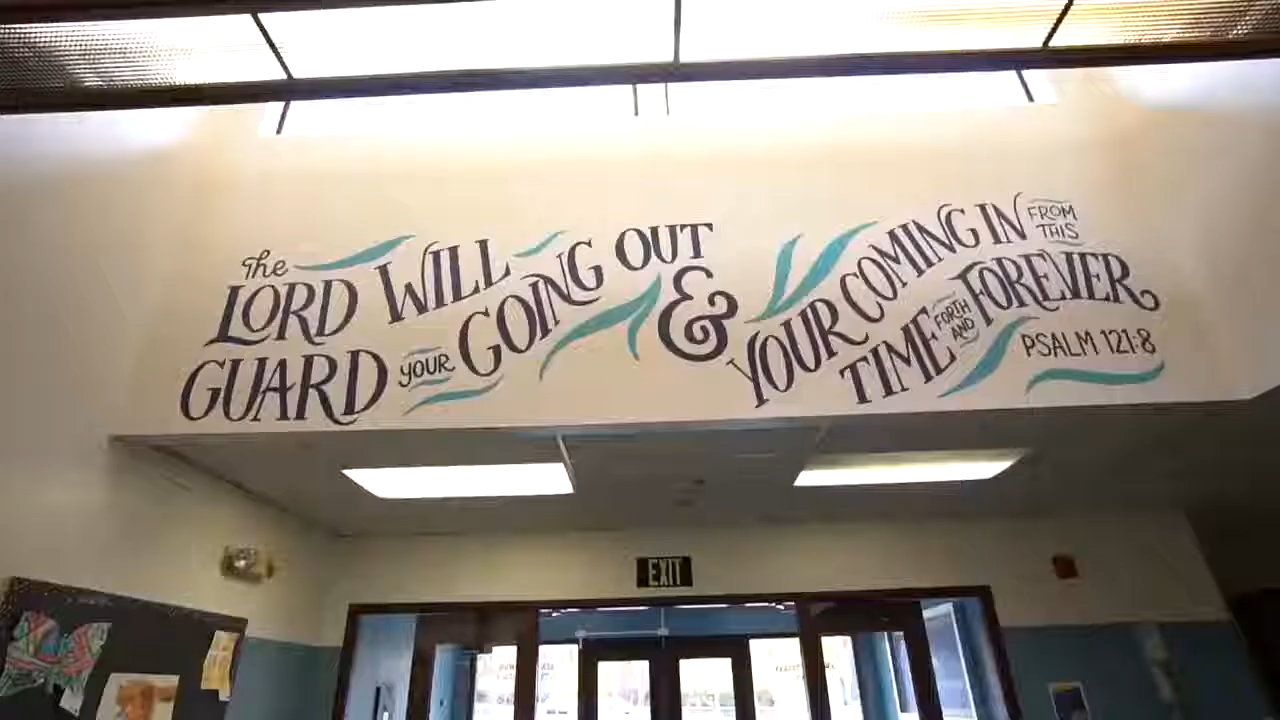 The
LORD WILL
GUARD YOUR GOING OUT
&
YOUR COMING IN FROM THIS
TIME FORTH AND FOREVER
PSALM 121:8
EXIT